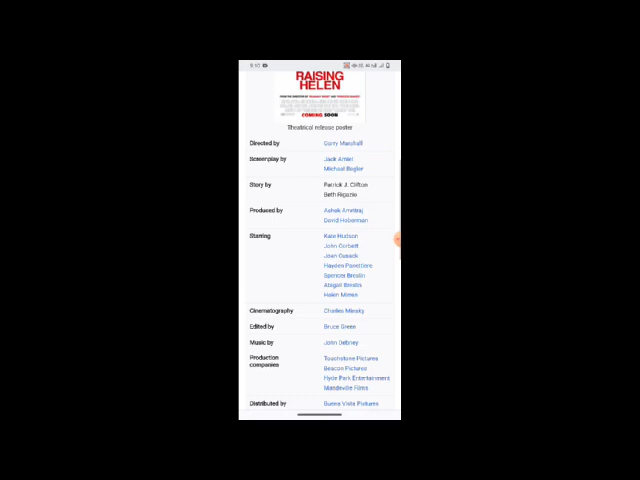 9:10
RAISING
HELEN
COMING SOON
Theatrical release poster
Directed by Garry Marshall
Screenplay by Jack Amiel
Michael Begler
Story by Patrick J. Clifton
Beth Rigazio
Produced by Ashok Amritraj
David Hoberman
Starring Kate Hudson
John Corbett
Joan Cusack
Hayden Panettiere
Spencer Breslin
Abigail Breslin
Helen Mirren
Cinematography Charles Minsky
Edited by Bruce Green
Music by John Debney
Production
companies
Touchstone Pictures
Beacon Pictures
Hyde Park Entertainment
Mandeville Films
Distributed by Buena Vista Pictures